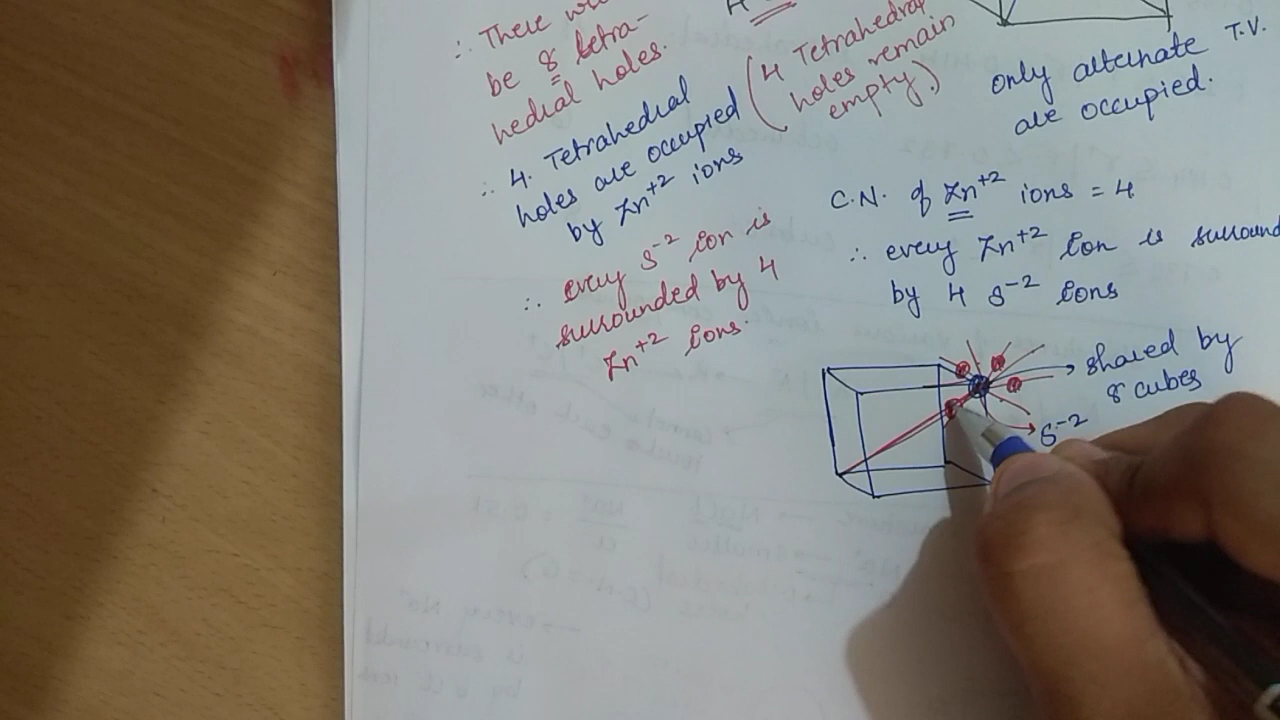 ∴ There
be 8 tetra-
hedral holes.
∴ 4. Tetrahedral
holes are occupied
by Zn+2 ions
(4 Tetrahedral
holes remain
empty.)
∴ every S-2 ion is
surrounded by 4
Zn+2 ions.
only alternate T.V.
are occupied.
C.N. of Zn+2 ions = 4
∴ every Zn+2 ion is surround
by 4 S-2 ions
shared by
8 cubes
S-2